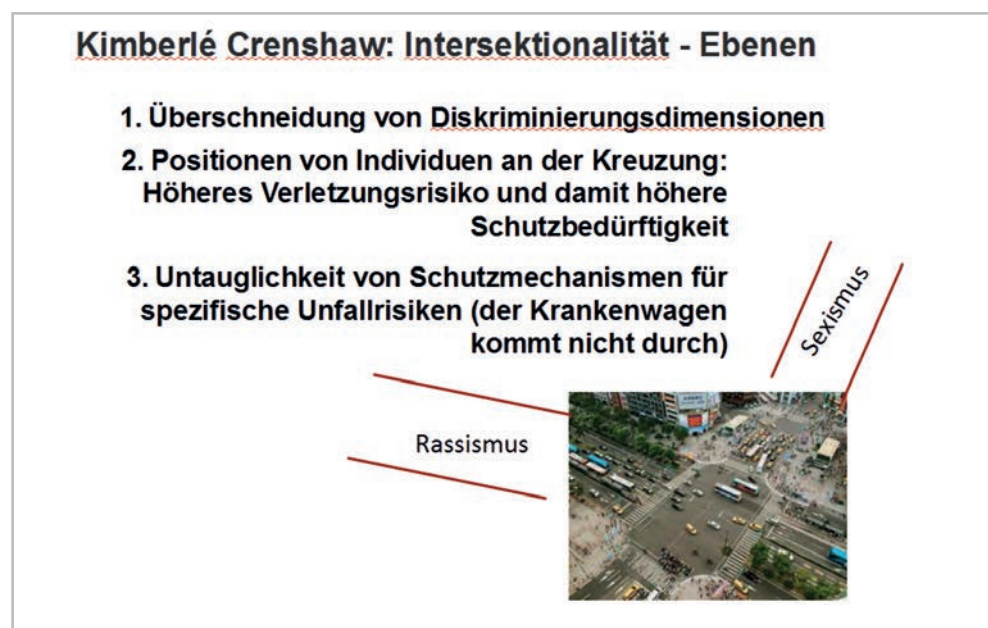 Kimberlé Crenshaw: Intersektionalität - Ebenen
1. Überschneidung von Diskriminierungsdimensionen
2. Positionen von Individuen an der Kreuzung:
Höheres Verletzungsrisiko und damit höhere
Schutzbedürftigkeit
3. Untauglichkeit von Schutzmechanismen für
spezifische Unfallrisiken (der Krankenwagen
kommt nicht durch)
Sexismus
Rassismus